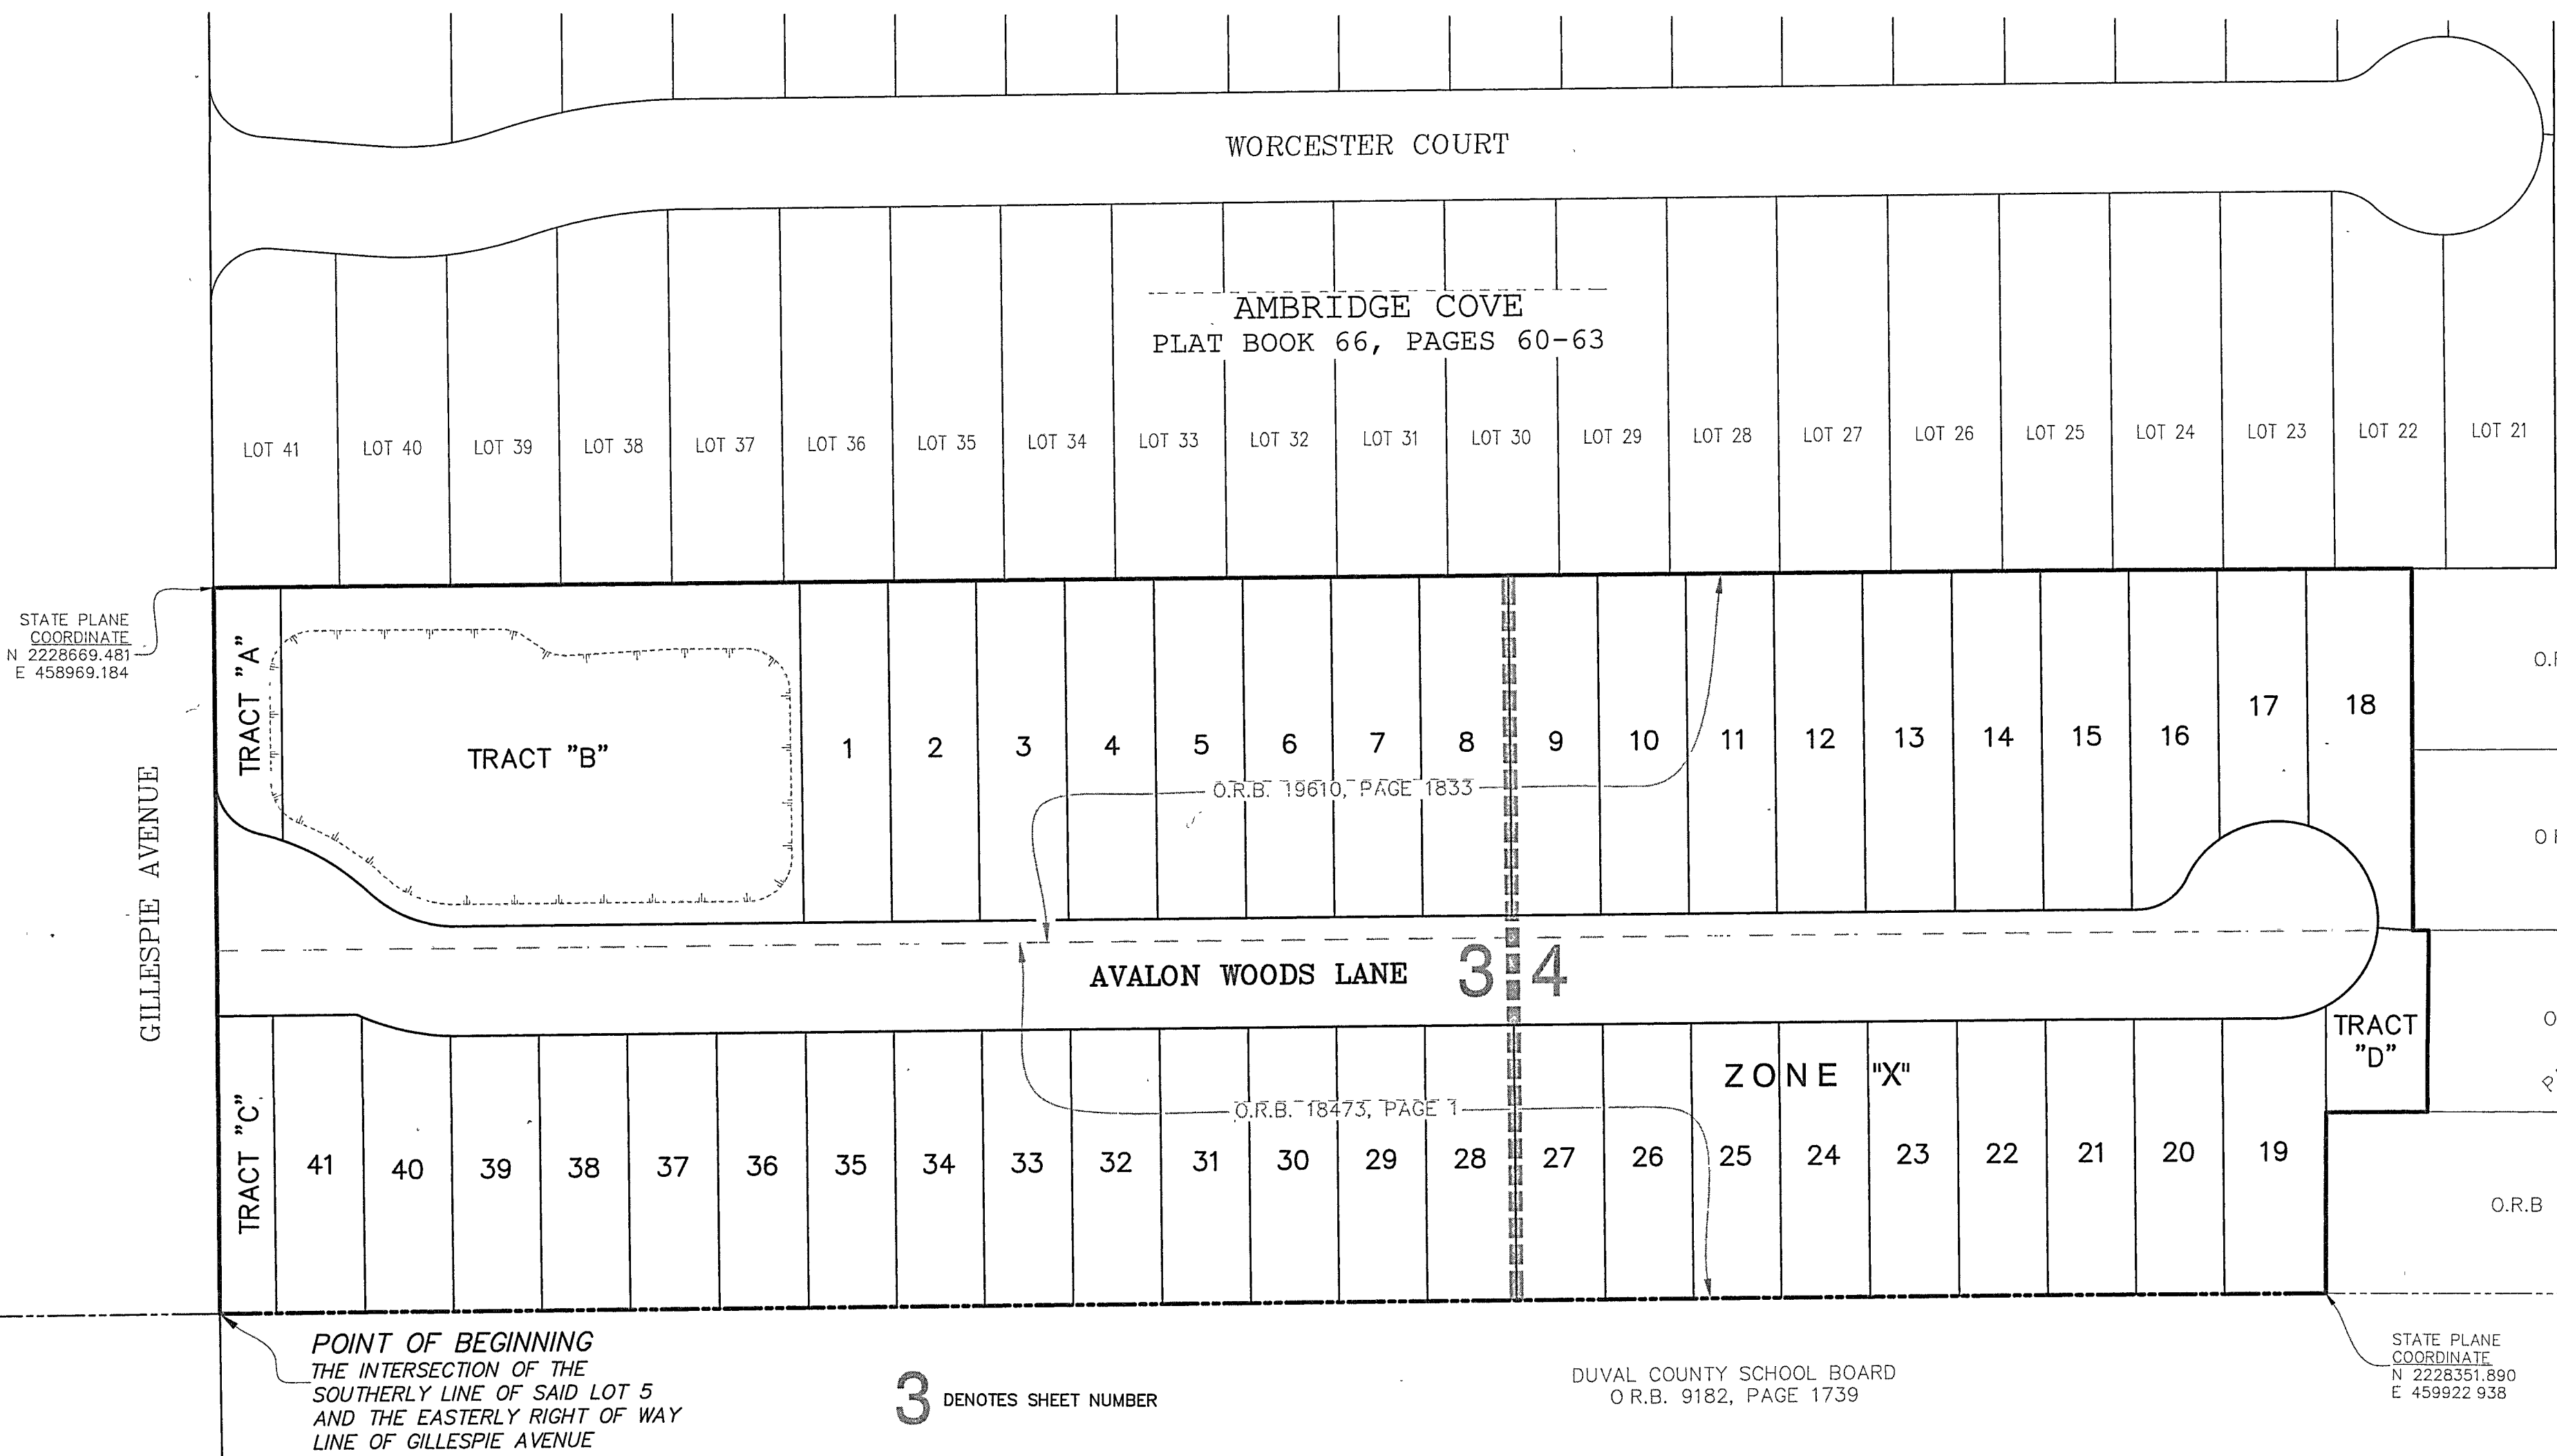 WORCESTER COURT
AMBRIDGE COVE
PLAT BOOK 66, PAGES 60-63
LOT 41
LOT 40
LOT 39
LOT 38
LOT 37
LOT 36
LOT 35
LOT 34
LOT 33
LOT 32
LOT 31
LOT 30
LOT 29
LOT 28
LOT 27
LOT 26
LOT 25
LOT 24
LOT 23
LOT 22
LOT 21
STATE PLANE
COORDINATE
N 2228669.481
E 458969.184
GILLESPIE AVENUE
TRACT "A"
TRACT "B"
1
2
3
4
5
6
7
8
9
10
11
12
13
14
15
16
17
18
O.R.B. 19610, PAGE 1833
AVALON WOODS LANE
3
4
TRACT
"D"
ZONE "X"
O.R.B. 18473, PAGE 1
TRACT "C"
41
40
39
38
37
36
35
34
33
32
31
30
29
28
27
26
25
24
23
22
21
20
19
O.R.B
POINT OF BEGINNING
THE INTERSECTION OF THE
SOUTHERLY LINE OF SAID LOT 5
AND THE EASTERLY RIGHT OF WAY
LINE OF GILLESPIE AVENUE
3 DENOTES SHEET NUMBER
DUVAL COUNTY SCHOOL BOARD
O R.B. 9182, PAGE 1739
STATE PLANE
COORDINATE
N 2228351.890
E 459922 938